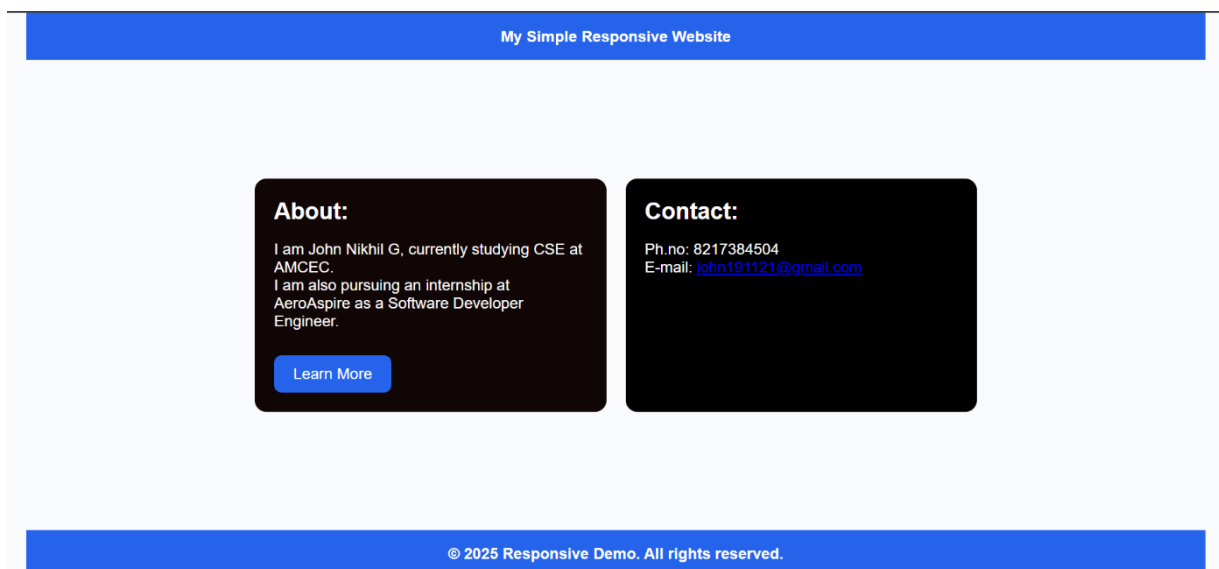 My Simple Responsive Website
About:
I am John Nikhil G, currently studying CSE at
AMCEC.
I am also pursuing an internship at
AeroAspire as a Software Developer
Engineer.
Learn More
Contact:
Ph.no: 8217384504
E-mail: john191121@gmail.com
© 2025 Responsive Demo. All rights reserved.